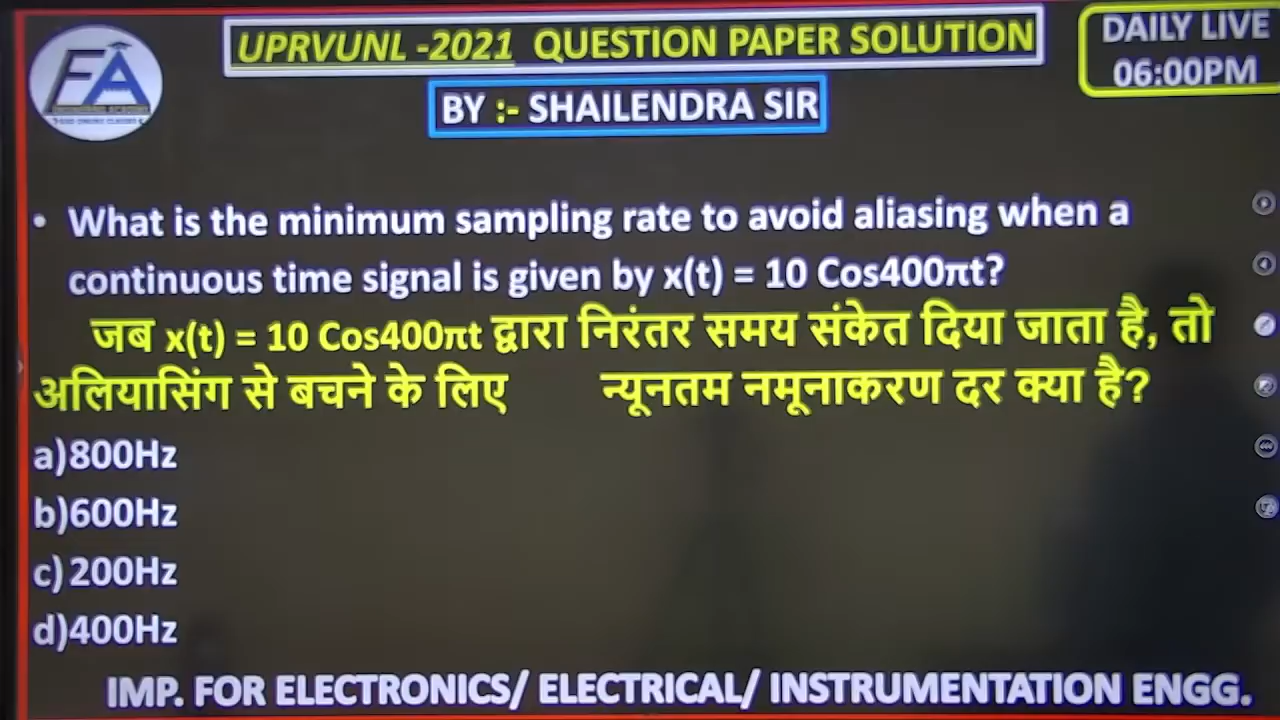 UPRVUNL -2021 QUESTION PAPER SOLUTION
DAILY LIVE
06:00PM
BY :- SHAILENDRA SIR
EA
• What is the minimum sampling rate to avoid aliasing when a
continuous time signal is given by x(t) = 10 Cos400πt?
जब x(t) = 10 Cos400πt द्वारा निरंतर समय संकेत दिया जाता है, तो
अलियासिंग से बचने के लिए न्यूनतम नमूनाकरण दर क्या है?
a)800Hz
b)600Hz
c)200Hz
d)400Hz
IMP. FOR ELECTRONICS/ ELECTRICAL/ INSTRUMENTATION ENGG.